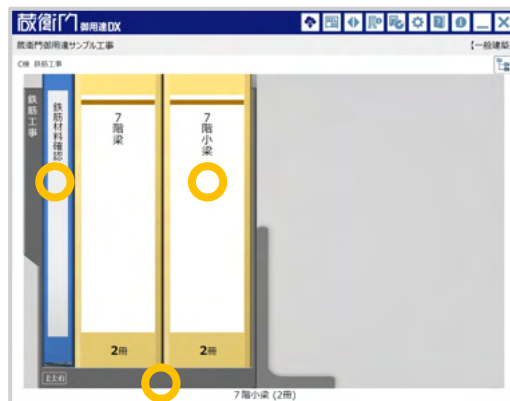 蔵衛門御用達DX
蔵衛門御用達サンプル工事
【一般建築
C棟 鉄筋工事
鉄筋工事
鉄筋材料確認
7階梁
7階小梁
2冊
2冊
たたむ
7階小梁 (2冊)